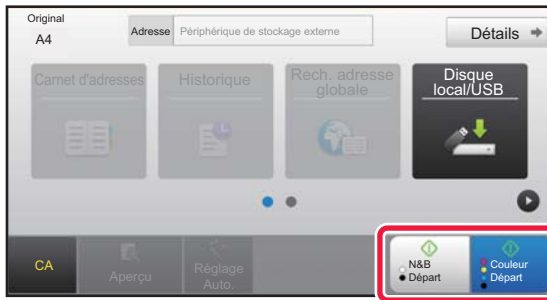 Original
A4
Adresse
Périphérique de stockage externe
Détails
Carnet d'adresses
Historique
Rech. adresse
globale
Disque
local/USB
CA
Aperçu
Réglage
Auto.
N&B
Départ
Couleur
Départ